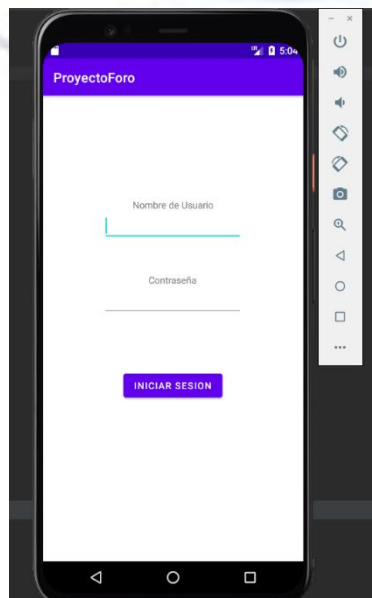 5:04
ProyectoForo
Nombre de Usuario
Contraseña
INICIAR SESION